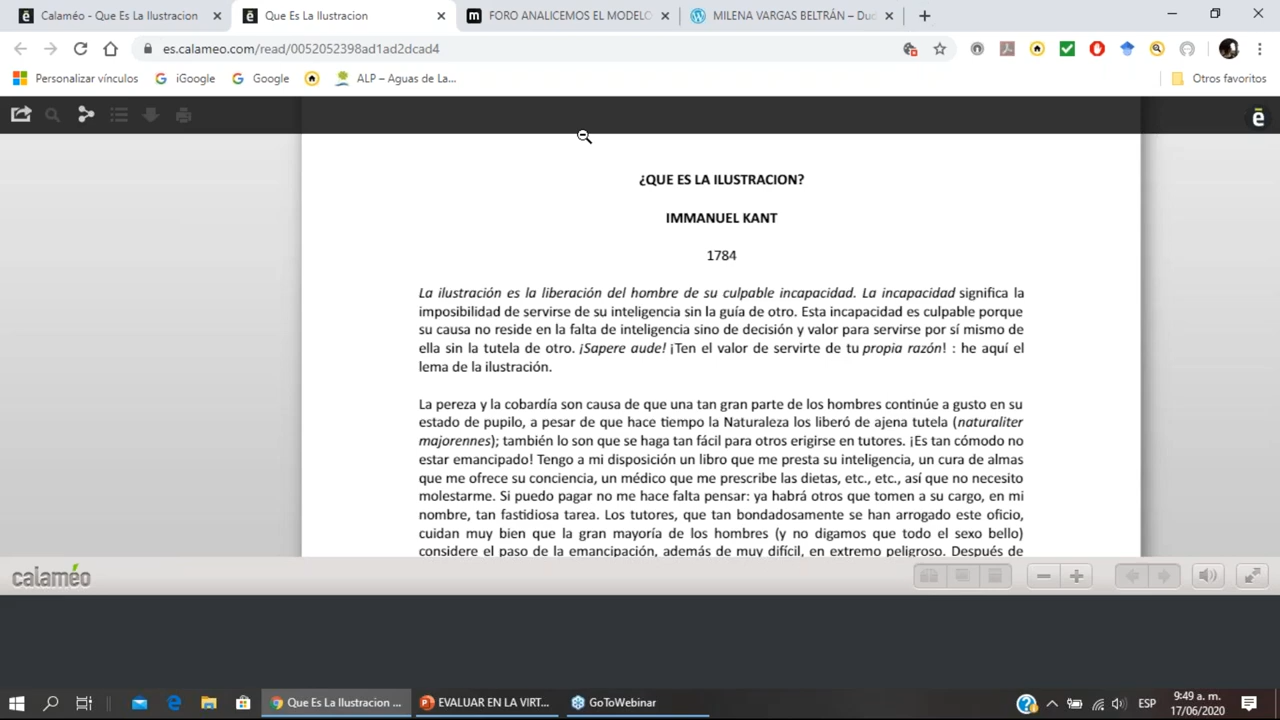 Calaméo - Que Es La Ilustracion
Que Es La Ilustracion
FORO ANALICEMOS EL MODELO
MILENA VARGAS BELTRÁN – Dud
es.calameo.com/read/0052052398ad1ad2dcad4
Personalizar vínculos
iGoogle
Google
ALP – Aguas de La...
Otros favoritos
¿QUE ES LA ILUSTRACION?
IMMANUEL KANT
1784
La ilustración es la liberación del hombre de su culpable incapacidad. La incapacidad significa la
imposibilidad de servirse de su inteligencia sin la guía de otro. Esta incapacidad es culpable porque
su causa no reside en la falta de inteligencia sino de decisión y valor para servirse por sí mismo de
ella sin la tutela de otro. ¡Sapere aude! ¡Ten el valor de servirte de tu propia razón! : he aquí el
lema de la ilustración.
La pereza y la cobardía son causa de que una tan gran parte de los hombres continúe a gusto en su
estado de pupilo, a pesar de que hace tiempo la Naturaleza los liberó de ajena tutela (naturaliter
majorennes); también lo son que se haga tan fácil para otros erigirse en tutores. ¡Es tan cómodo no
estar emancipado! Tengo a mi disposición un libro que me presta su inteligencia, un cura de almas
que me ofrece su conciencia, un médico que me prescribe las dietas, etc., etc., así que no necesito
molestarme. Si puedo pagar no me hace falta pensar: ya habrá otros que tomen a su cargo, en mi
nombre, tan fastidiosa tarea. Los tutores, que tan bondadosamente se han arrogado este oficio,
cuidan muy bien que la gran mayoría de los hombres (y no digamos que todo el sexo bello)
considere el paso de la emancipación, además de muy difícil, en extremo peligroso. Después de
calaméo
Que Es La Ilustracion ...
EVALUAR EN LA VIRT...
GoToWebinar
ESP
9:49 a. m.
17/06/2020